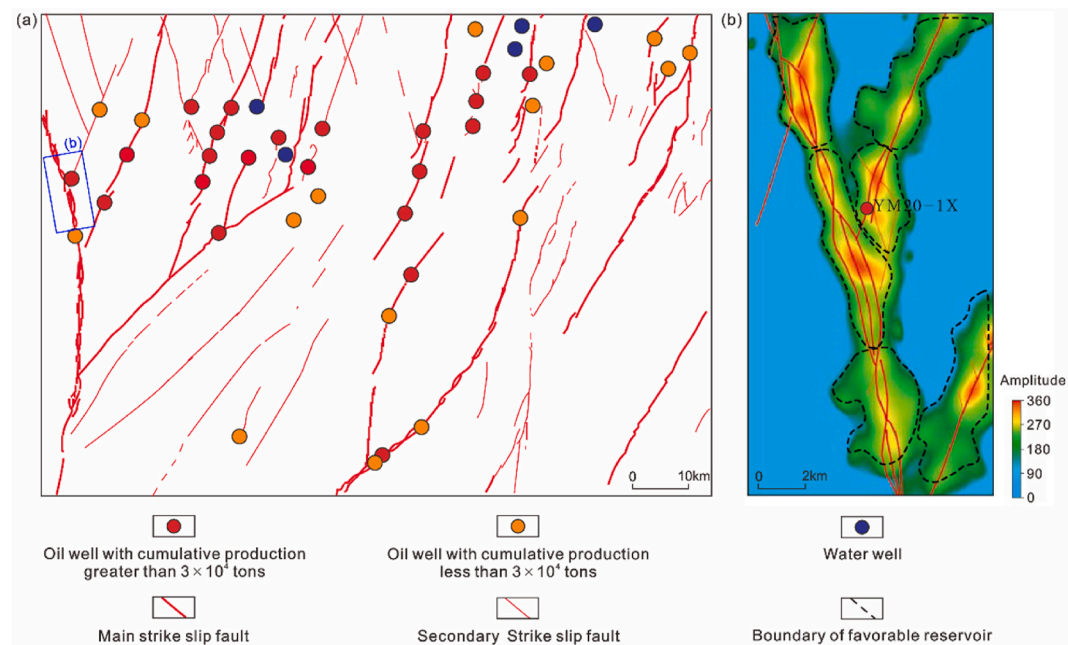 (a)
(b)
(b)
YM20-1X
Amplitude
360
270
180
90
0
0 10km
0 2km
Oil well with cumulative production
greater than 3×10⁴ tons
Oil well with cumulative production
less than 3×10⁴ tons
Water well
Main strike slip fault
Secondary Strike slip fault
Boundary of favorable reservoir